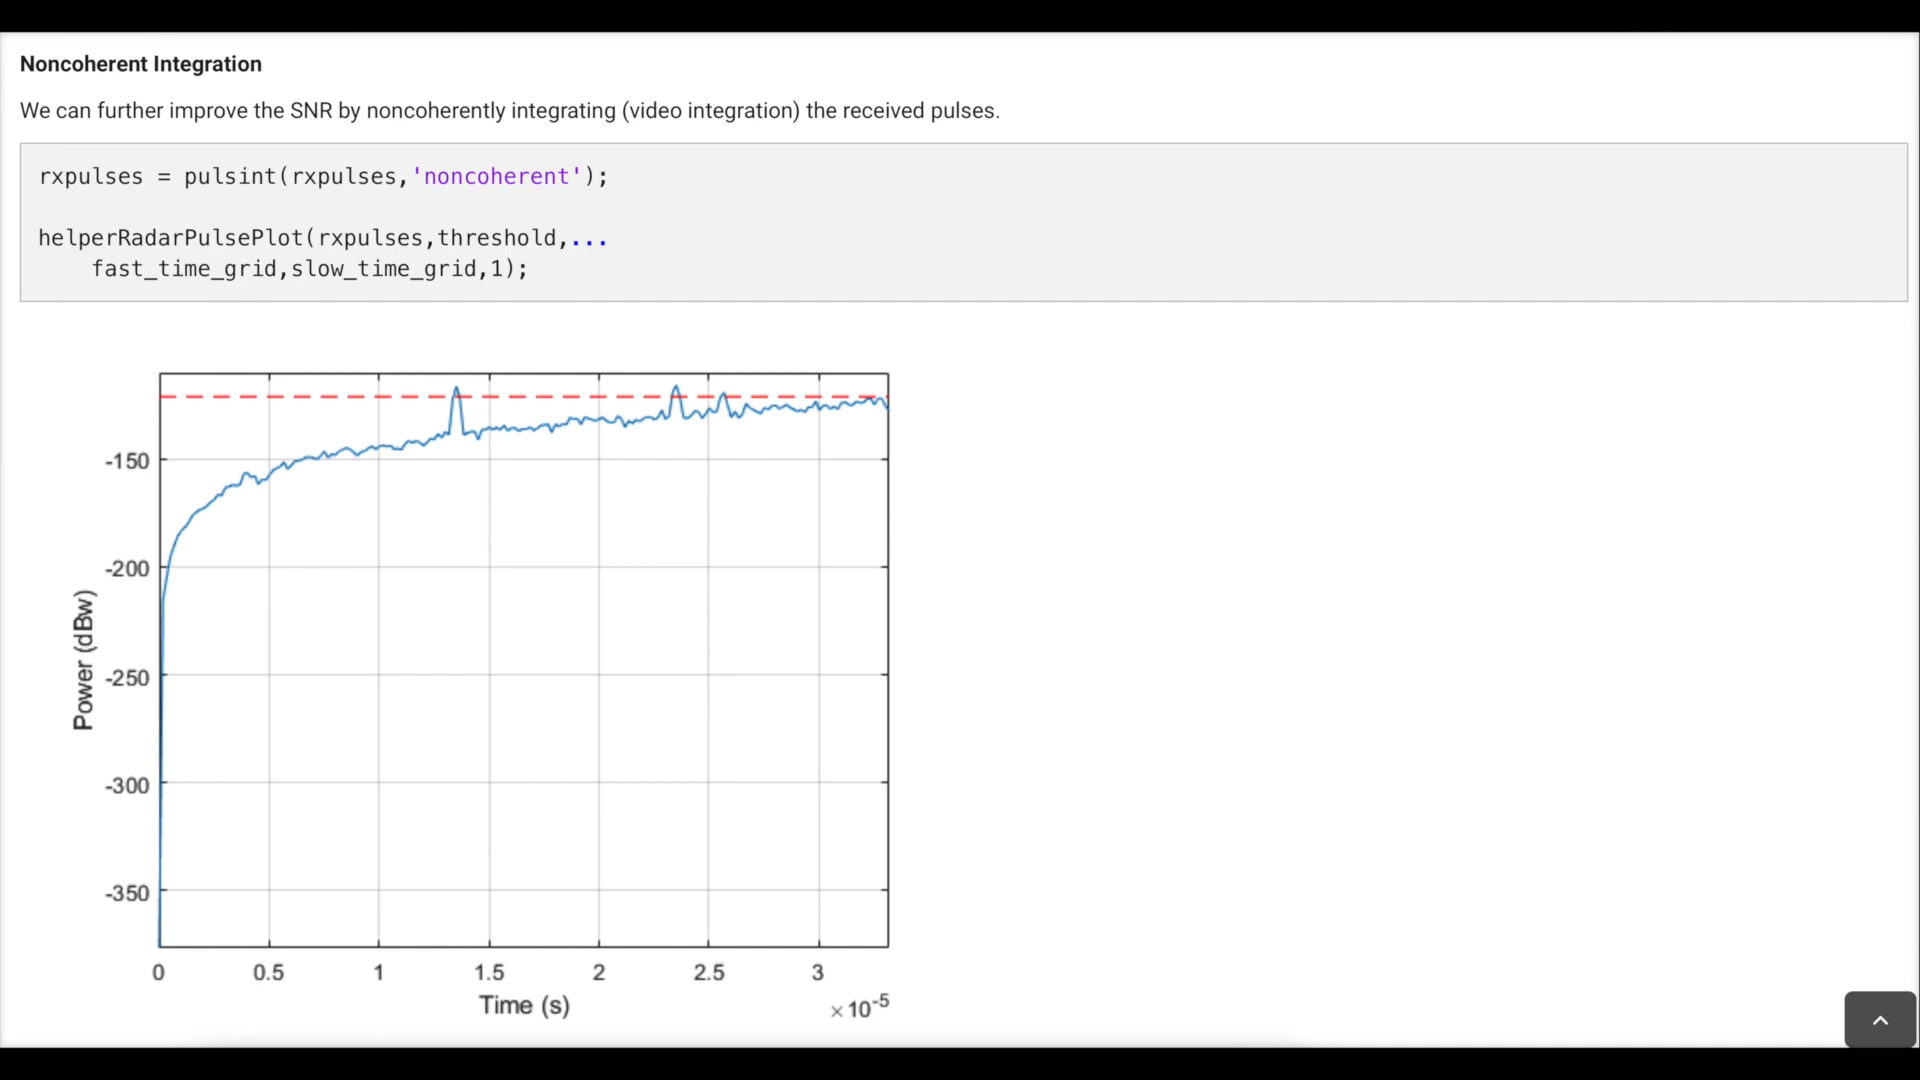 Noncoherent Integration
We can further improve the SNR by noncoherently integrating (video integration) the received pulses.
rxpulses = pulsint(rxpulses,'noncoherent');
helperRadarPulsePlot(rxpulses,threshold,...
fast_time_grid,slow_time_grid,1);
-150
-200
-250
-300
-350
Power (dBw)
0 0.5 1 1.5 2 2.5 3
Time (s)
×10-5